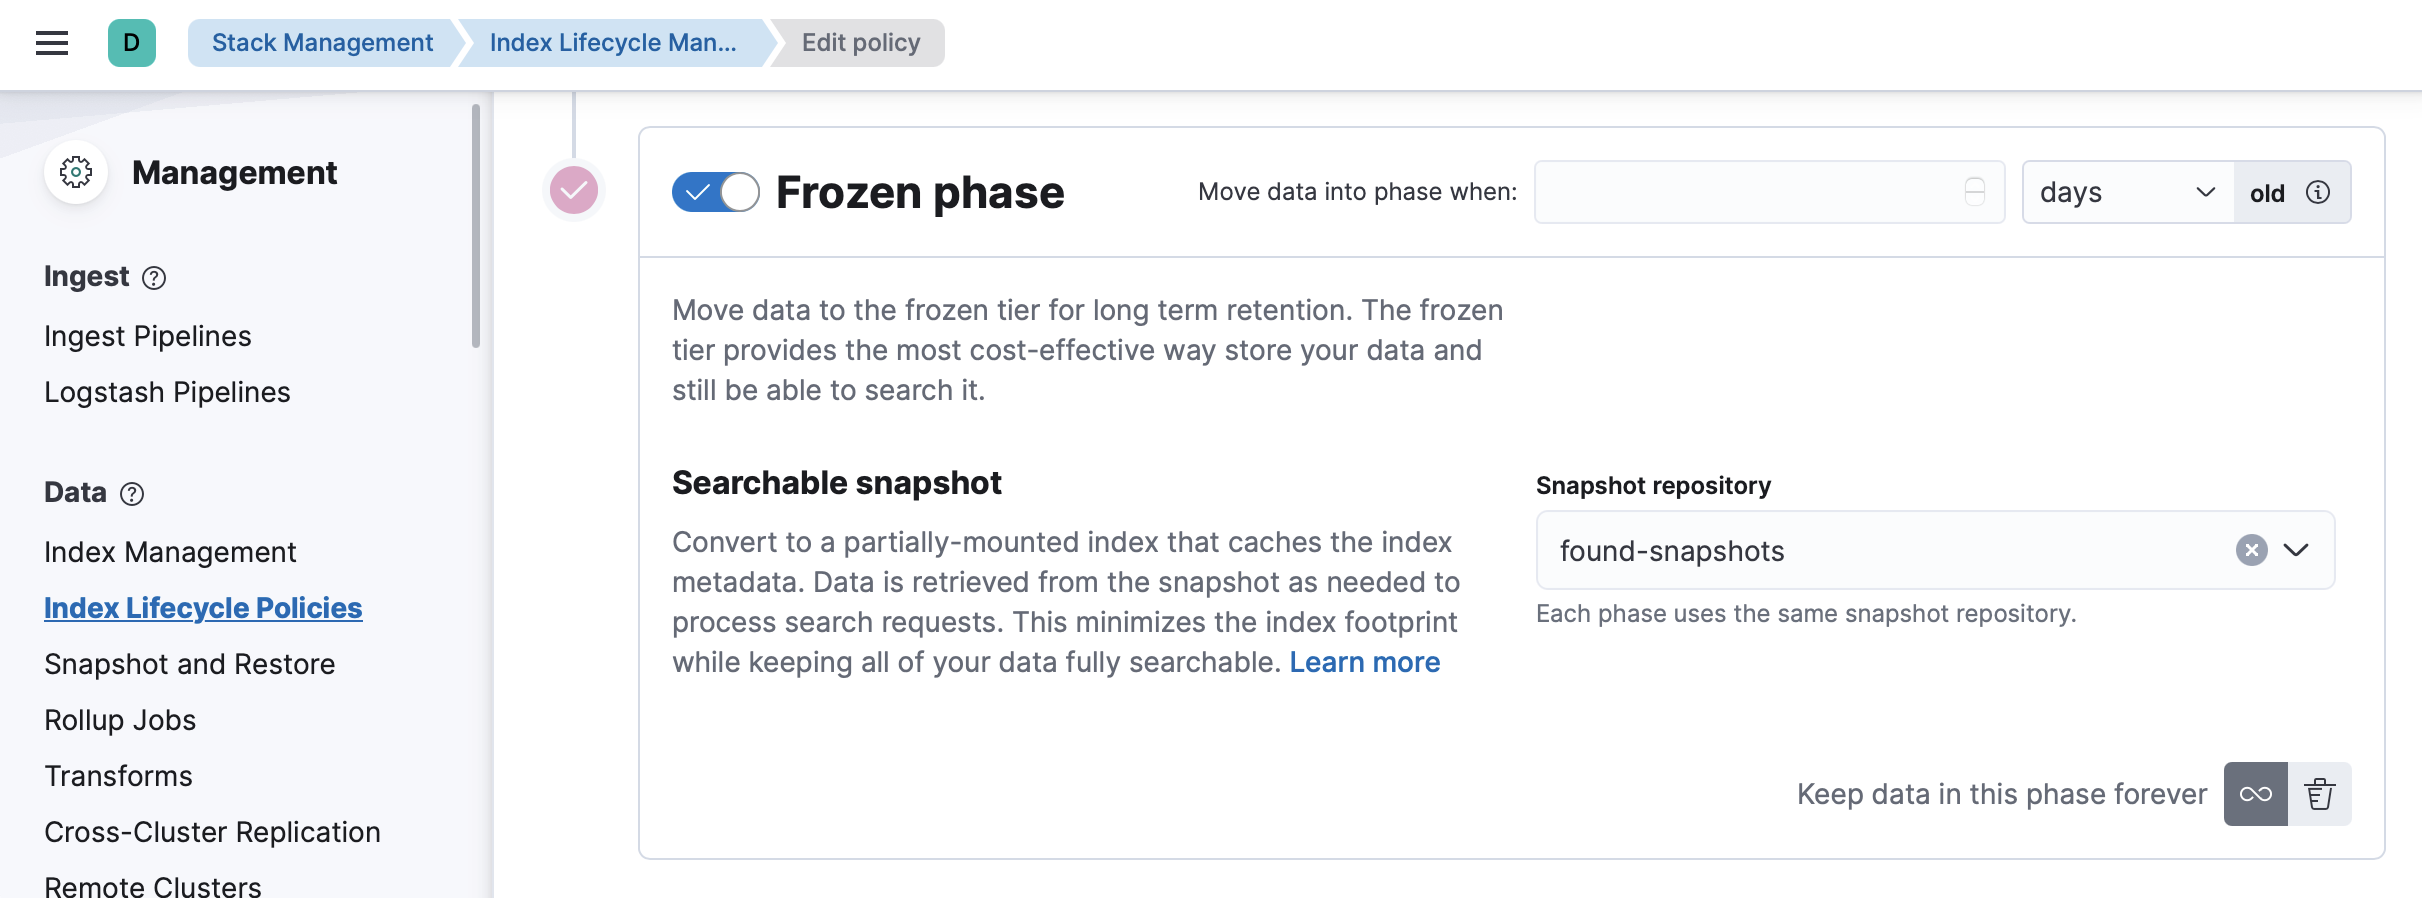 D
Stack Management
Index Lifecycle Man...
Edit policy
Management
Ingest
Ingest Pipelines
Logstash Pipelines
Data
Index Management
Index Lifecycle Policies
Snapshot and Restore
Rollup Jobs
Transforms
Cross-Cluster Replication
Remote Clusters
Frozen phase
Move data into phase when:
days
old
Move data to the frozen tier for long term retention. The frozen
tier provides the most cost-effective way store your data and
still be able to search it.
Searchable snapshot
Convert to a partially-mounted index that caches the index
metadata. Data is retrieved from the snapshot as needed to
process search requests. This minimizes the index footprint
while keeping all of your data fully searchable. Learn more
Snapshot repository
found-snapshots
Each phase uses the same snapshot repository.
Keep data in this phase forever